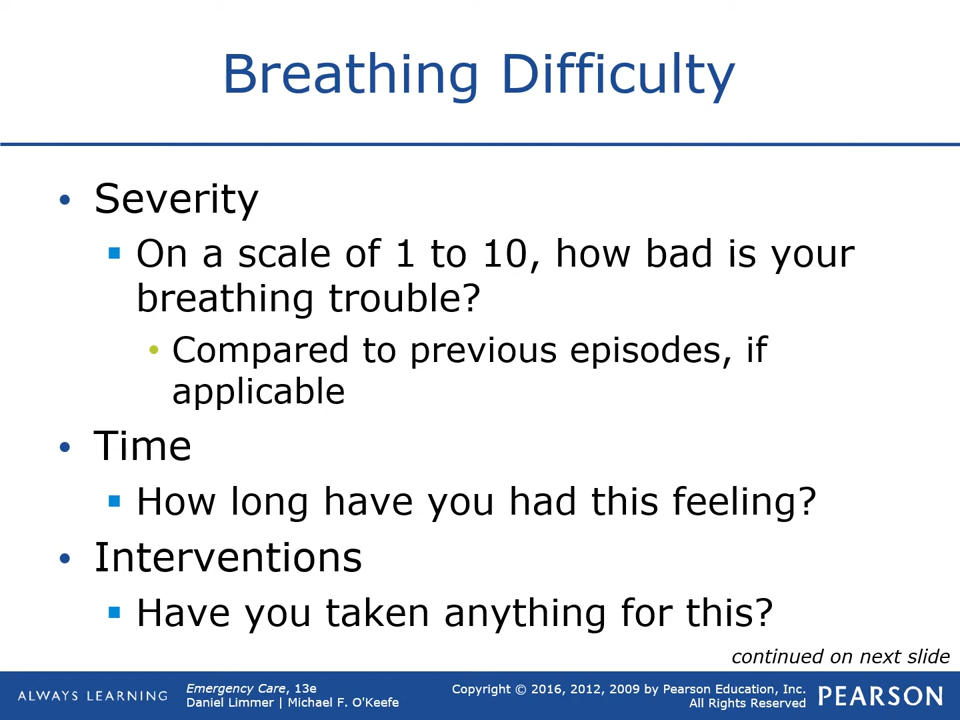 Breathing Difficulty
• Severity
▪ On a scale of 1 to 10, how bad is your
breathing trouble?
• Compared to previous episodes, if
applicable
• Time
▪ How long have you had this feeling?
• Interventions
▪ Have you taken anything for this?
continued on next slide
ALWAYS LEARNING
Emergency Care, 13e
Daniel Limmer | Michael F. O'Keefe
Copyright © 2016, 2012, 2009 by Pearson Education, Inc.
All Rights Reserved
PEARSON